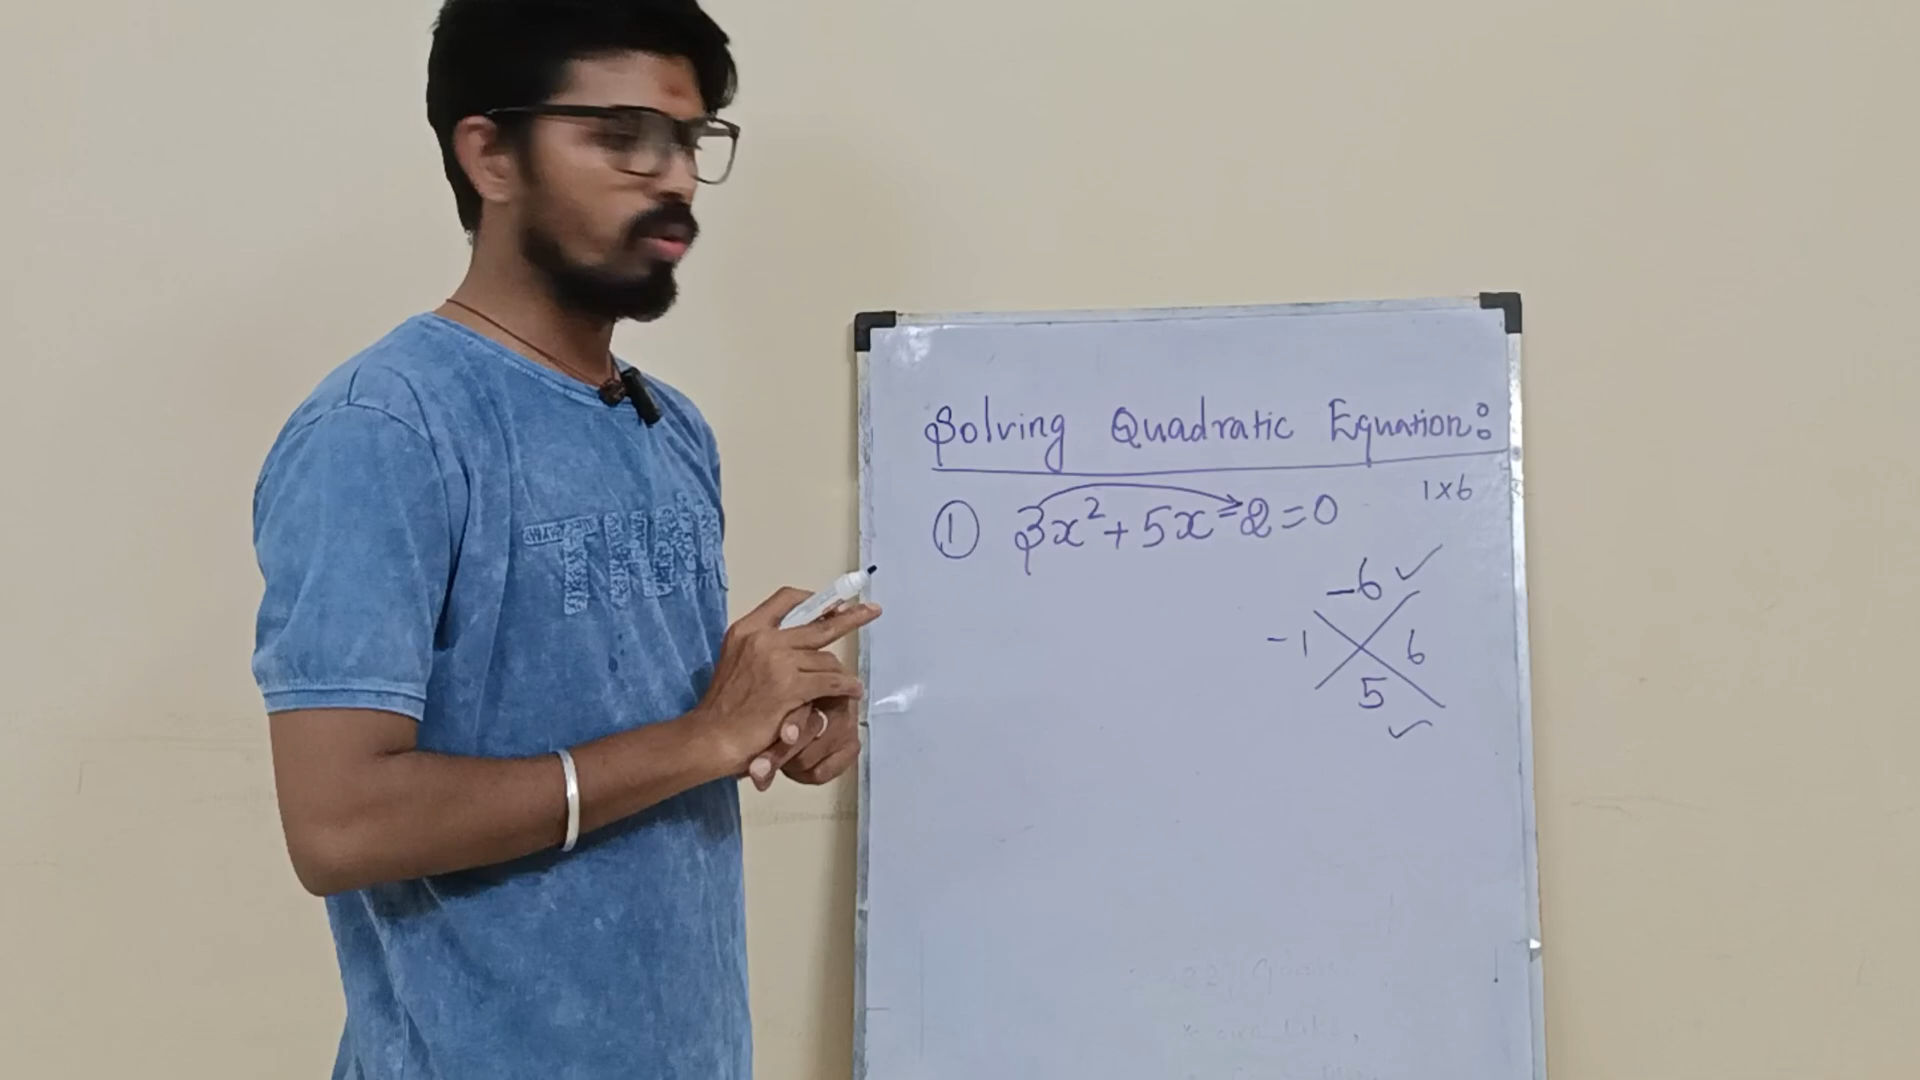 Solving Quadratic Equation:
1 × 6
① 3x² + 5x - 2 = 0
-6 ✓
-1 6
5
✓